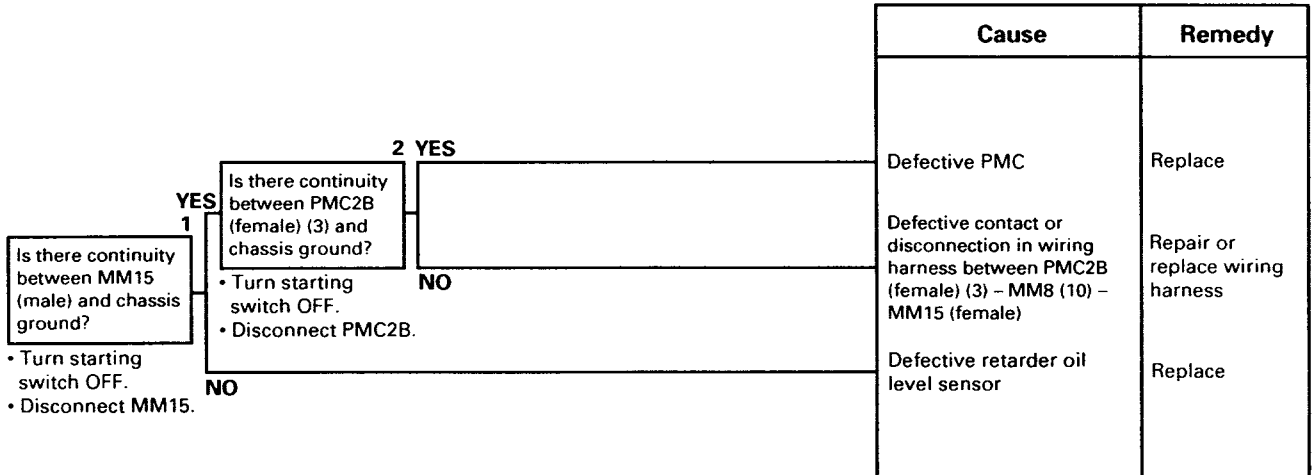 Cause
Remedy
2 YES
Defective PMC
Replace
YES
1
Is there continuity
between PMC2B
(female) (3) and
chassis ground?
• Turn starting
switch OFF.
• Disconnect PMC2B.
NO
Defective contact or
disconnection in wiring
harness between PMC2B
(female) (3) – MM8 (10) –
MM15 (female)
Repair or
replace wiring
harness
Is there continuity
between MM15
(male) and chassis
ground?
• Turn starting
switch OFF.
• Disconnect MM15.
NO
Defective retarder oil
level sensor
Replace